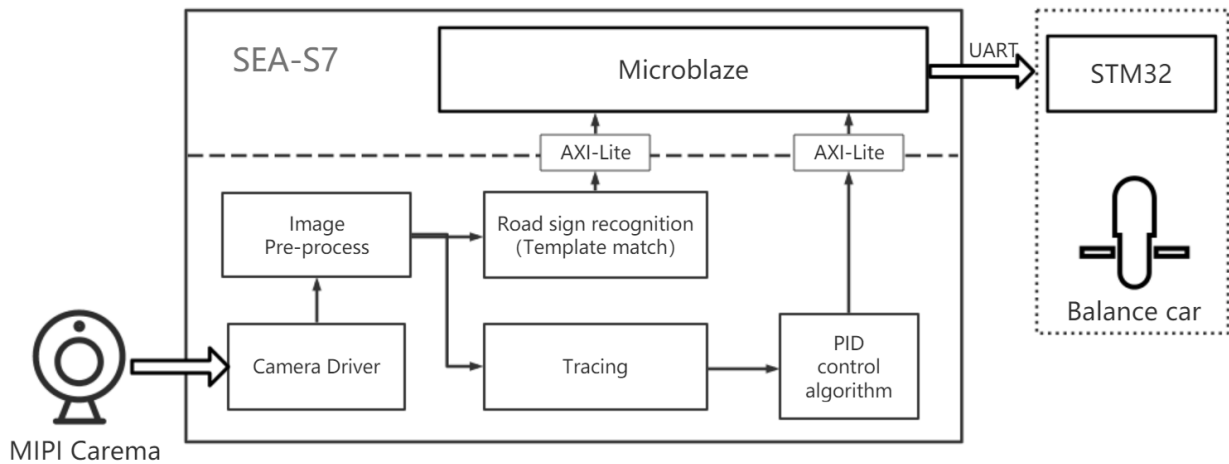 SEA-S7
Microblaze
UART
STM32
AXI-Lite
AXI-Lite
Image
Pre-process
Road sign recognition
(Template match)
Balance car
Camera Driver
Tracing
PID
control
algorithm
MIPI Carema